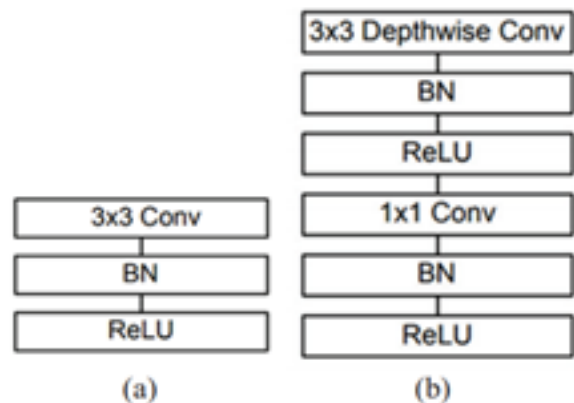 3x3 Conv
BN
ReLU
(a)
3x3 Depthwise Conv
BN
ReLU
1x1 Conv
BN
ReLU
(b)